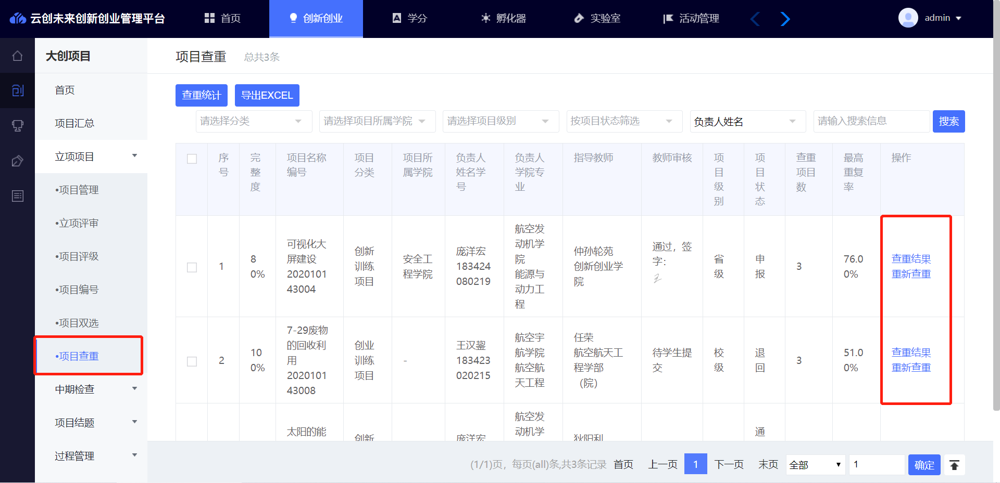 云创未来创新创业管理平台
首页
创新创业
学分
孵化器
实验室
活动管理
admin
大创项目
首页
项目汇总
立项项目
•项目管理
•立项评审
•项目评级
•项目编号
•项目双选
•项目查重
中期检查
项目结题
过程管理
项目查重 总共3条
查重统计 导出EXCEL
请选择分类 请选择项目所属学院 请选择项目级别 按项目状态筛选 负责人姓名 请输入搜索信息 搜索
序
号
完
整
度
项目名称
编号
项目
分类
项目所
属学院
负责人
姓名学
号
负责人
学院专
业
指导教师
教师审核
项
目
级
别
项
目
状
态
查重
项目
数
最高
重复
率
操作
1
8
0%
可视化大
屏建设
2020101
43004
创新
训练
项目
安全工
程学院
庞洋宏
183424
080219
航空发
动机学
院
能源与
动力工
程
仲孙轮苑
创新创业学
院
通过，签
字：
省
级
申
报
3
76.0
0%
查重结果
重新查重
2
10
0%
7-29废物
的回收利
用
2020101
43008
创业
训练
项目
-
王汉鋆
183423
020215
航空宇
航学院
航空航
天工程
任荣
航空航天工
程学部
（院）
待学生提
交
校
级
退
回
3
51.0
0%
查重结果
重新查重
太阳的能
创新
庞洋宏
航空发
动机学
狄阳利
通
(1/1)页，每页(all)条,共3条记录 首页 上一页 1 下一页 末页 全部 1 确定